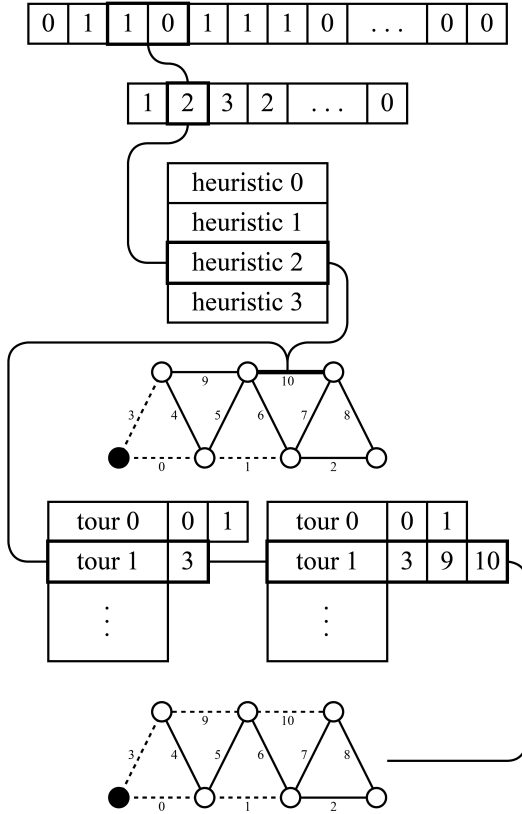 0 1 1 0 1 1 1 0 ... 0 0
1 2 3 2 ... 0
heuristic 0
heuristic 1
heuristic 2
heuristic 3
9 10
3 4 5 6 7 8
0 1 2
tour 0 0 1 tour 0 0 1
tour 1 3 tour 1 3 9 10
⋮ ⋮
9 10
3 4 5 6 7 8
0 1 2